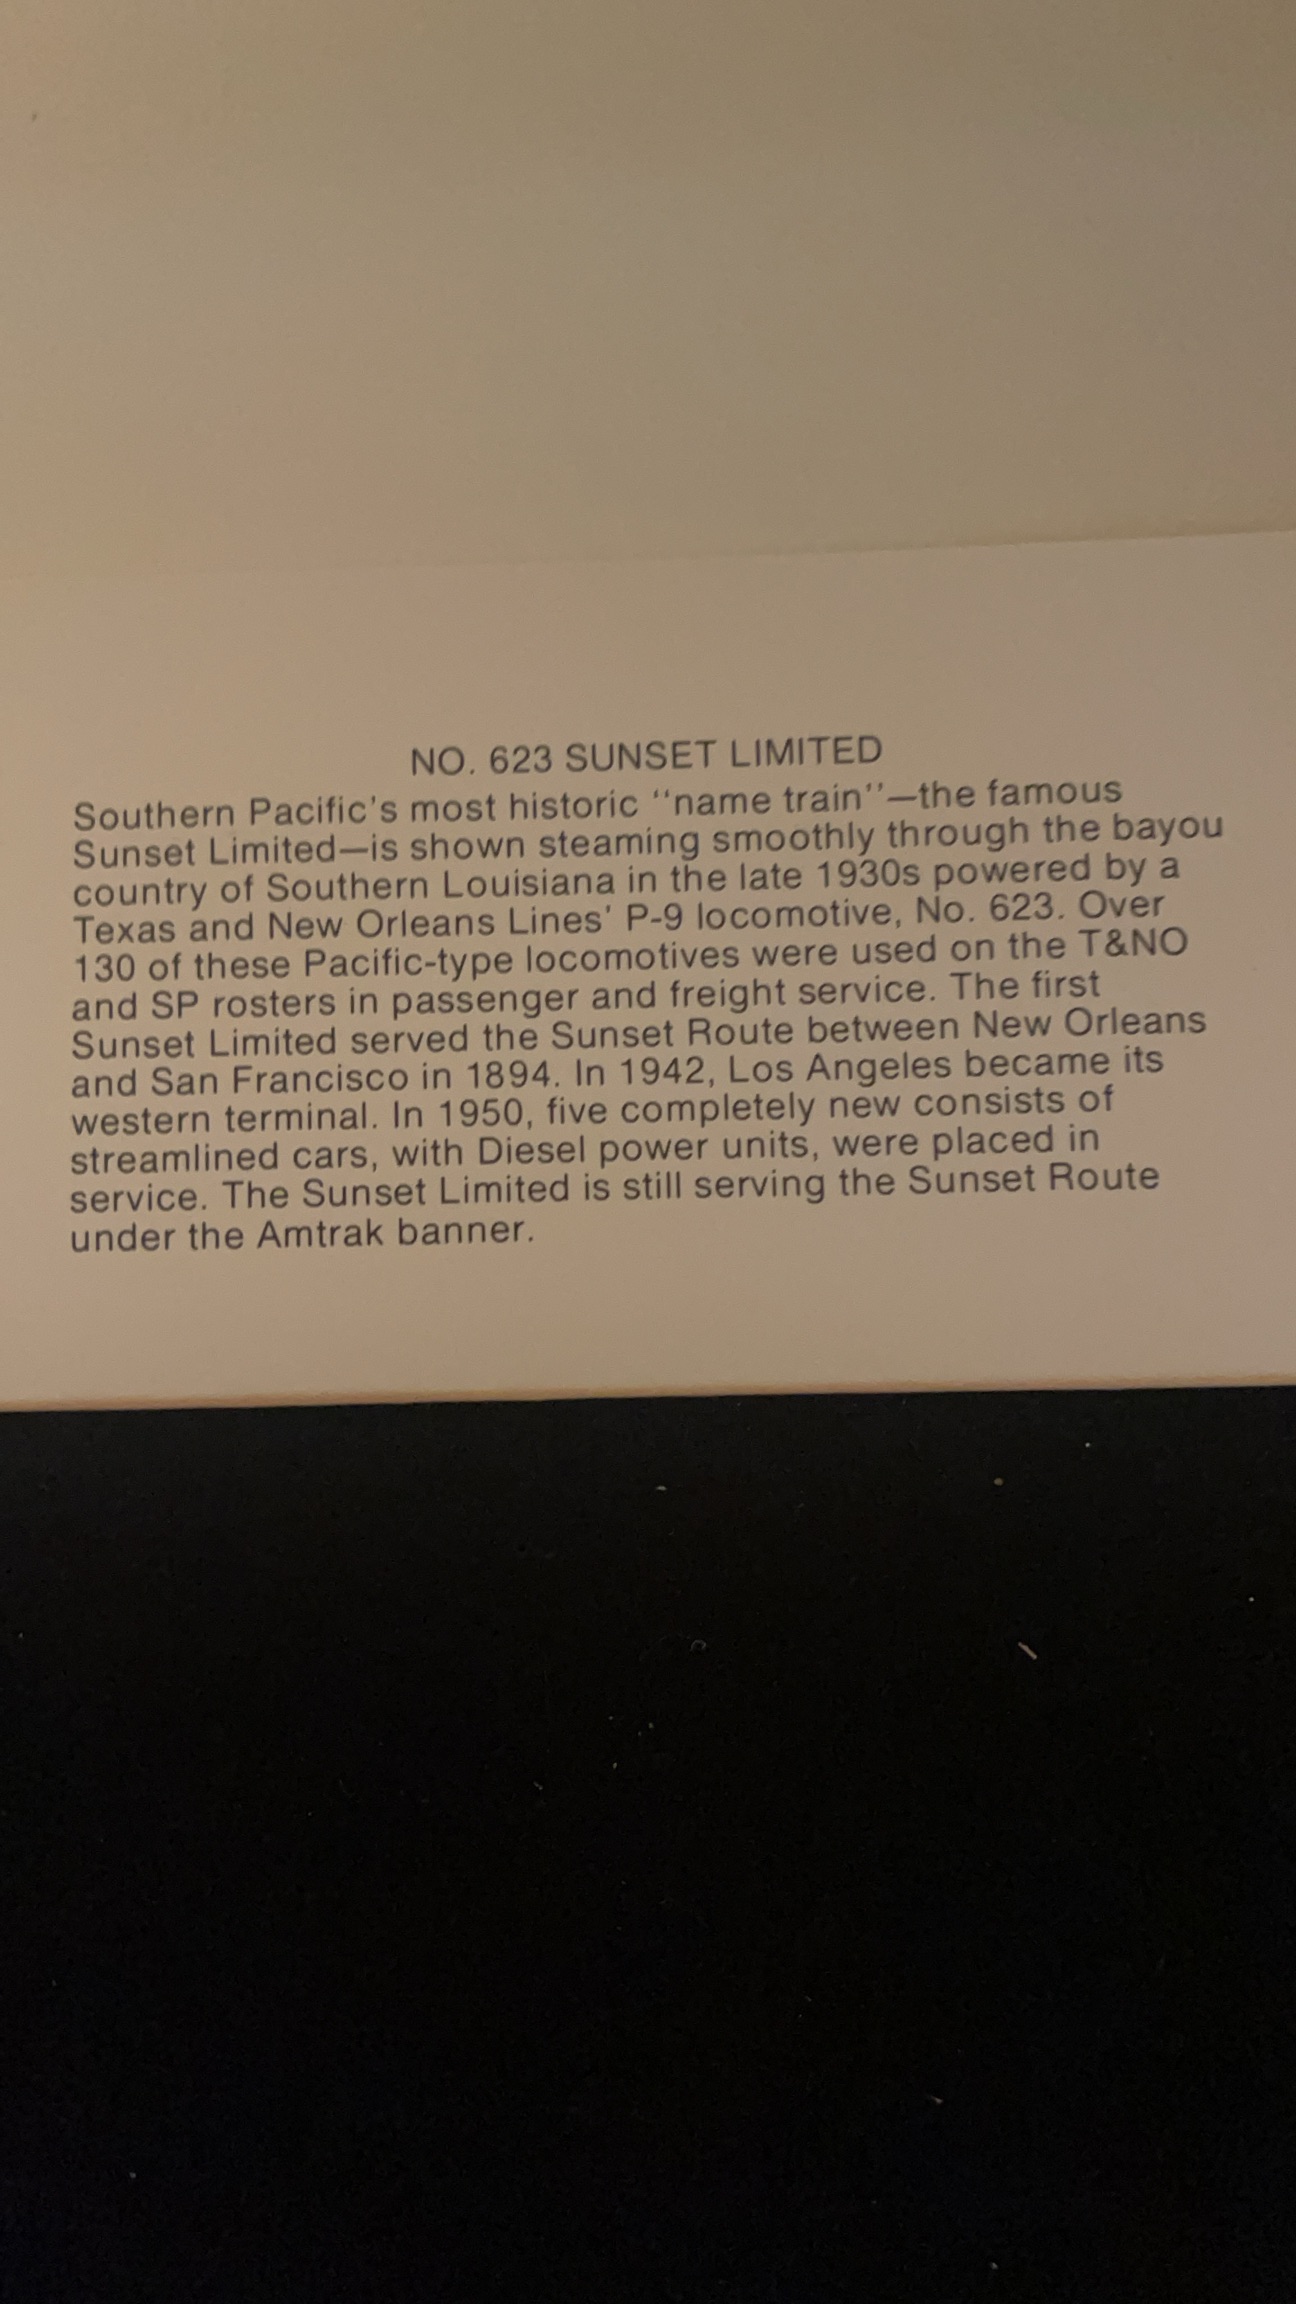 NO. 623 SUNSET LIMITED
Southern Pacific's most historic ''name train''—the famous
Sunset Limited—is shown steaming smoothly through the bayou
country of Southern Louisiana in the late 1930s powered by a
Texas and New Orleans Lines' P-9 locomotive, No. 623. Over
130 of these Pacific-type locomotives were used on the T&NO
and SP rosters in passenger and freight service. The first
Sunset Limited served the Sunset Route between New Orleans
and San Francisco in 1894. In 1942, Los Angeles became its
western terminal. In 1950, five completely new consists of
streamlined cars, with Diesel power units, were placed in
service. The Sunset Limited is still serving the Sunset Route
under the Amtrak banner.